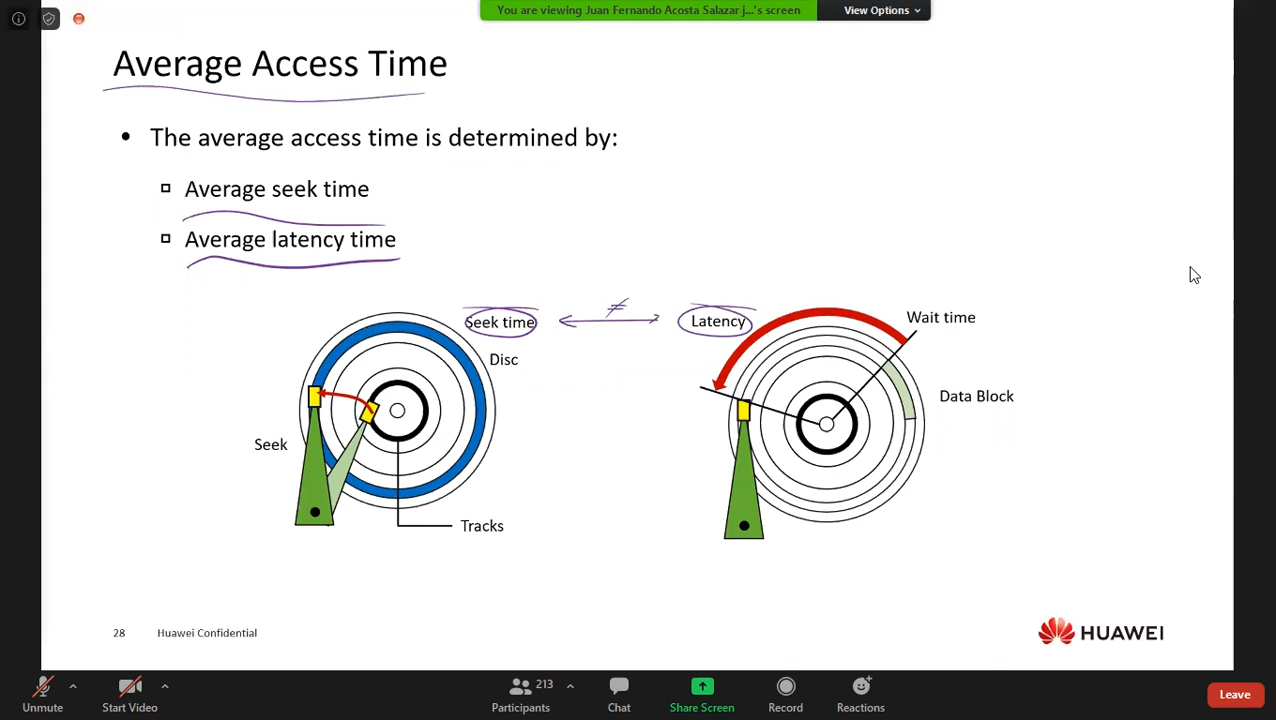 You are viewing Juan Fernando Acosta Salazar j...'s screen
View Options
Average Access Time
• The average access time is determined by:
Average seek time
Average latency time
Seek time
≠
Latency
Wait time
Disc
Data Block
Seek
Tracks
28 Huawei Confidential
HUAWEI
213
Unmute
Start Video
Participants
Chat
Share Screen
Record
Reactions
Leave